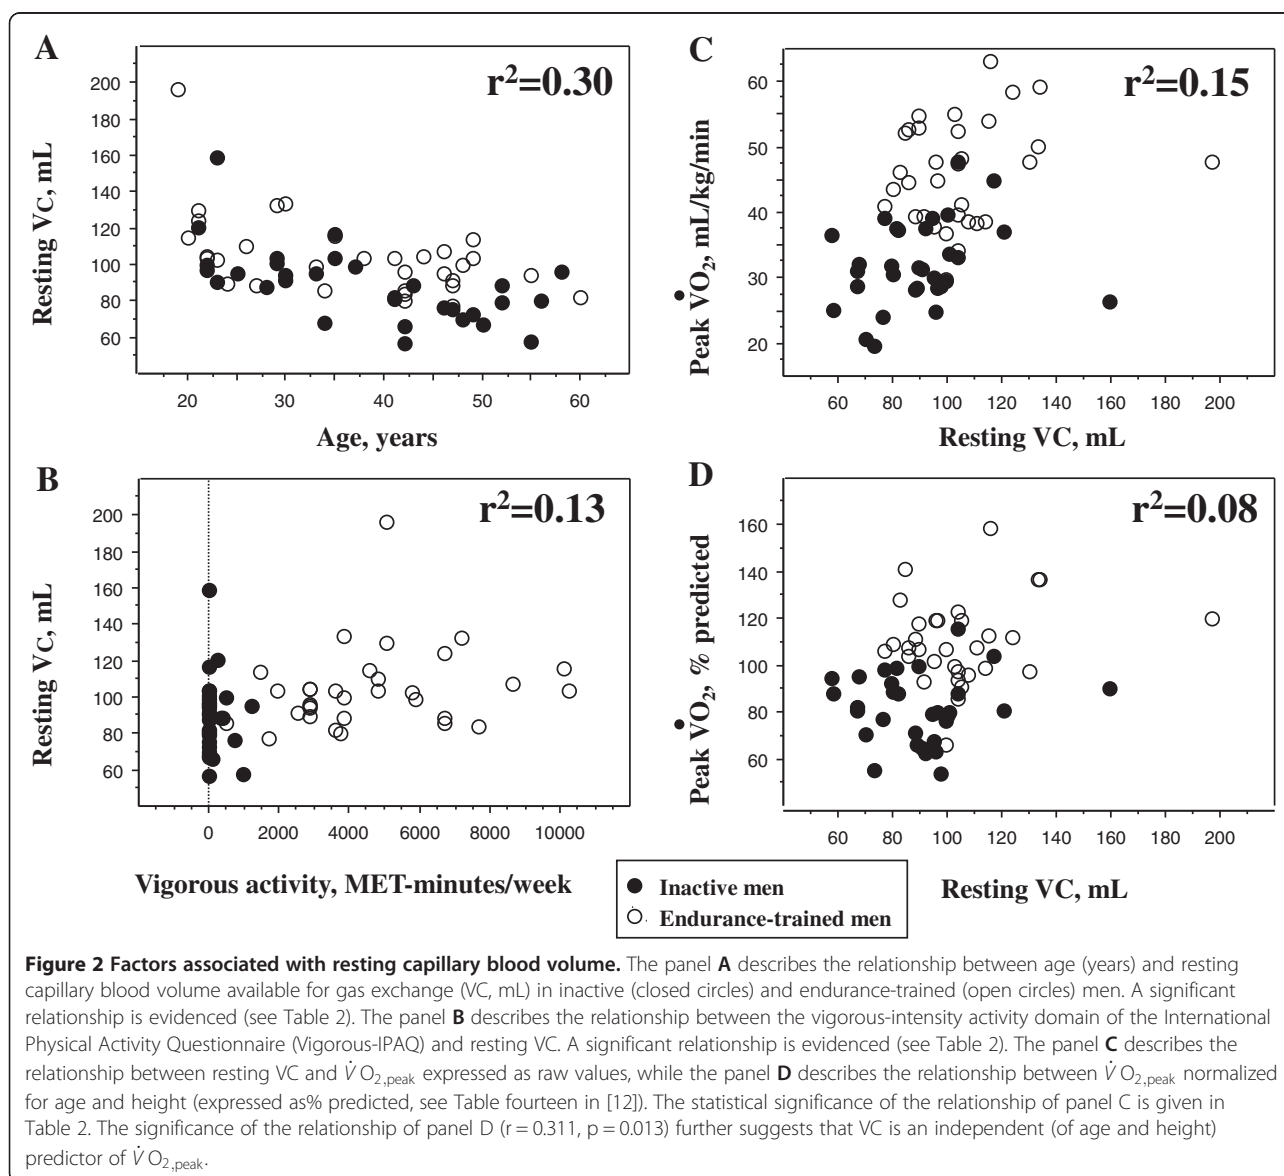 A
r²=0.30
Resting VC, mL
200
180
160
140
120
100
80
60
20
30
40
50
60
Age, years
B
r²=0.13
Resting VC, mL
200
180
160
140
120
100
80
60
0
2000
4000
6000
8000
10000
Vigorous activity, MET-minutes/week
C
r²=0.15
Peak V̇O₂, mL/kg/min
60
50
40
30
20
60
80
100
120
140
160
180
200
Resting VC, mL
D
r²=0.08
Peak V̇O₂, % predicted
160
140
120
100
80
60
60
80
100
120
140
160
180
200
Resting VC, mL
Inactive men
Endurance-trained men
Figure 2 Factors associated with resting capillary blood volume. The panel A describes the relationship between age (years) and resting
capillary blood volume available for gas exchange (VC, mL) in inactive (closed circles) and endurance-trained (open circles) men. A significant
relationship is evidenced (see Table 2). The panel B describes the relationship between the vigorous-intensity activity domain of the International
Physical Activity Questionnaire (Vigorous-IPAQ) and resting VC. A significant relationship is evidenced (see Table 2). The panel C describes the
relationship between resting VC and V̇ O2,peak expressed as raw values, while the panel D describes the relationship between V̇ O2,peak normalized
for age and height (expressed as% predicted, see Table fourteen in [12]). The statistical significance of the relationship of panel C is given in
Table 2. The significance of the relationship of panel D (r = 0.311, p = 0.013) further suggests that VC is an independent (of age and height)
predictor of V̇ O2,peak.